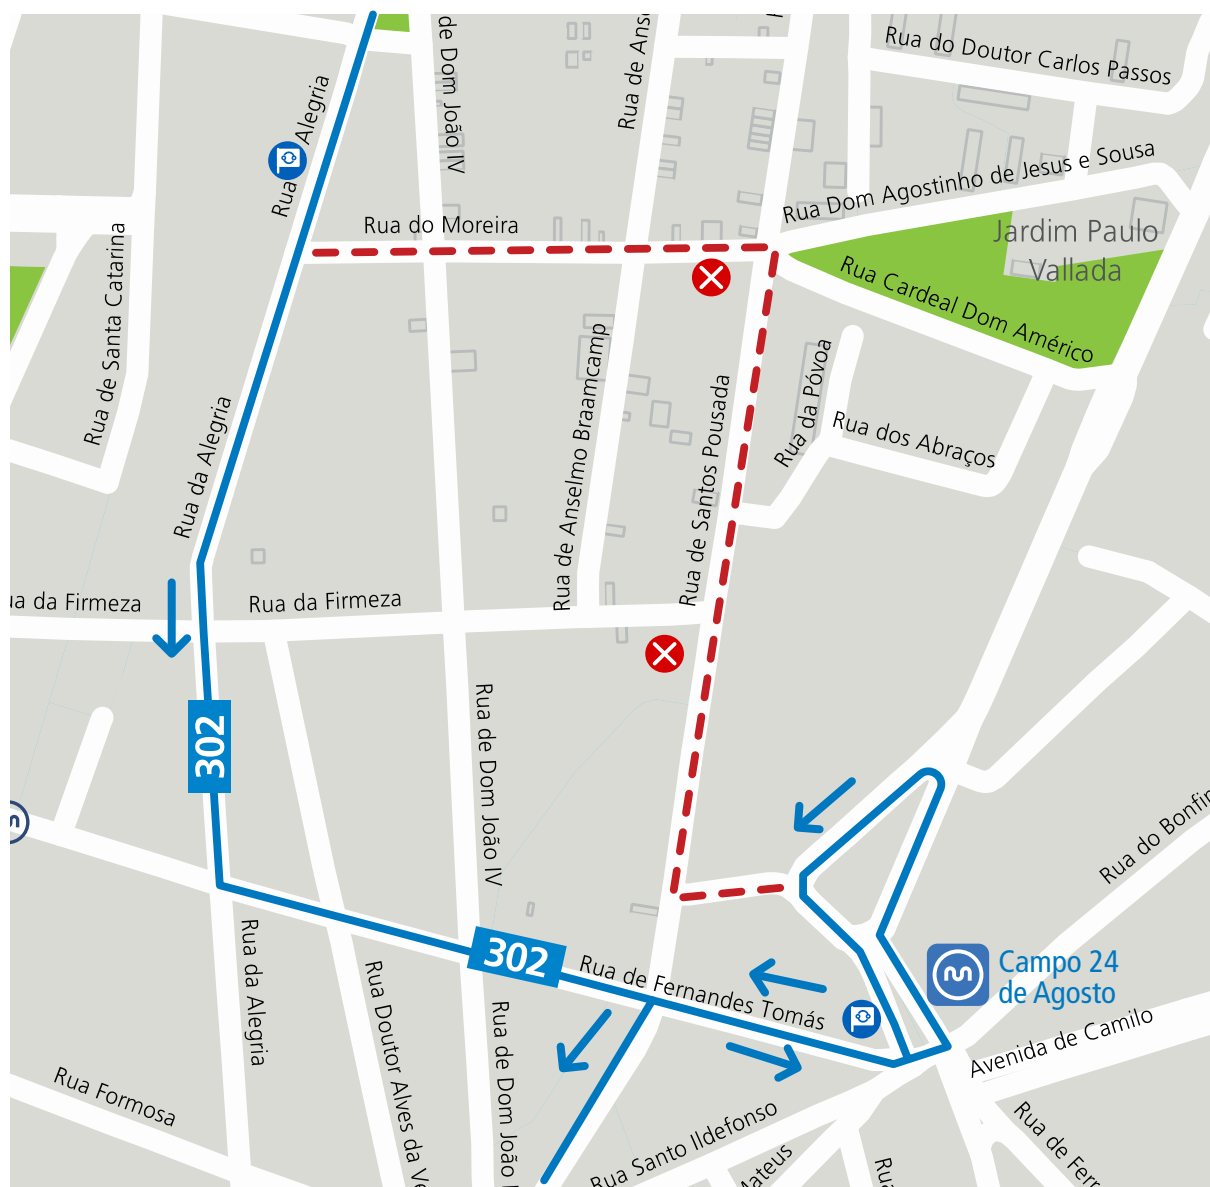 de Dom João IV
Rua de Ans
Rua do Doutor Carlos Passos
Rua
Alegria
Rua Dom Agostinho de Jesus e Sousa
Rua do Moreira
Jardim Paulo
Vallada
Rua de Santa Catarina
Rua Cardeal Dom Américo
Rua da Alegria
Rua de Anselmo Braamcamp
Rua de Santos Pousada
Rua da Póvoa
Rua dos Abraços
ua da Firmeza
Rua da Firmeza
302
Rua de Dom João IV
Rua do Bonfim
302
Rua de Fernandes Tomás
Campo 24
de Agosto
Rua da Alegria
Rua Doutor Alves da Ve
Rua de Dom João I
Avenida de Camilo
Rua Formosa
Rua Santo Ildefonso
Mateus
Rua
Rua de Ferr